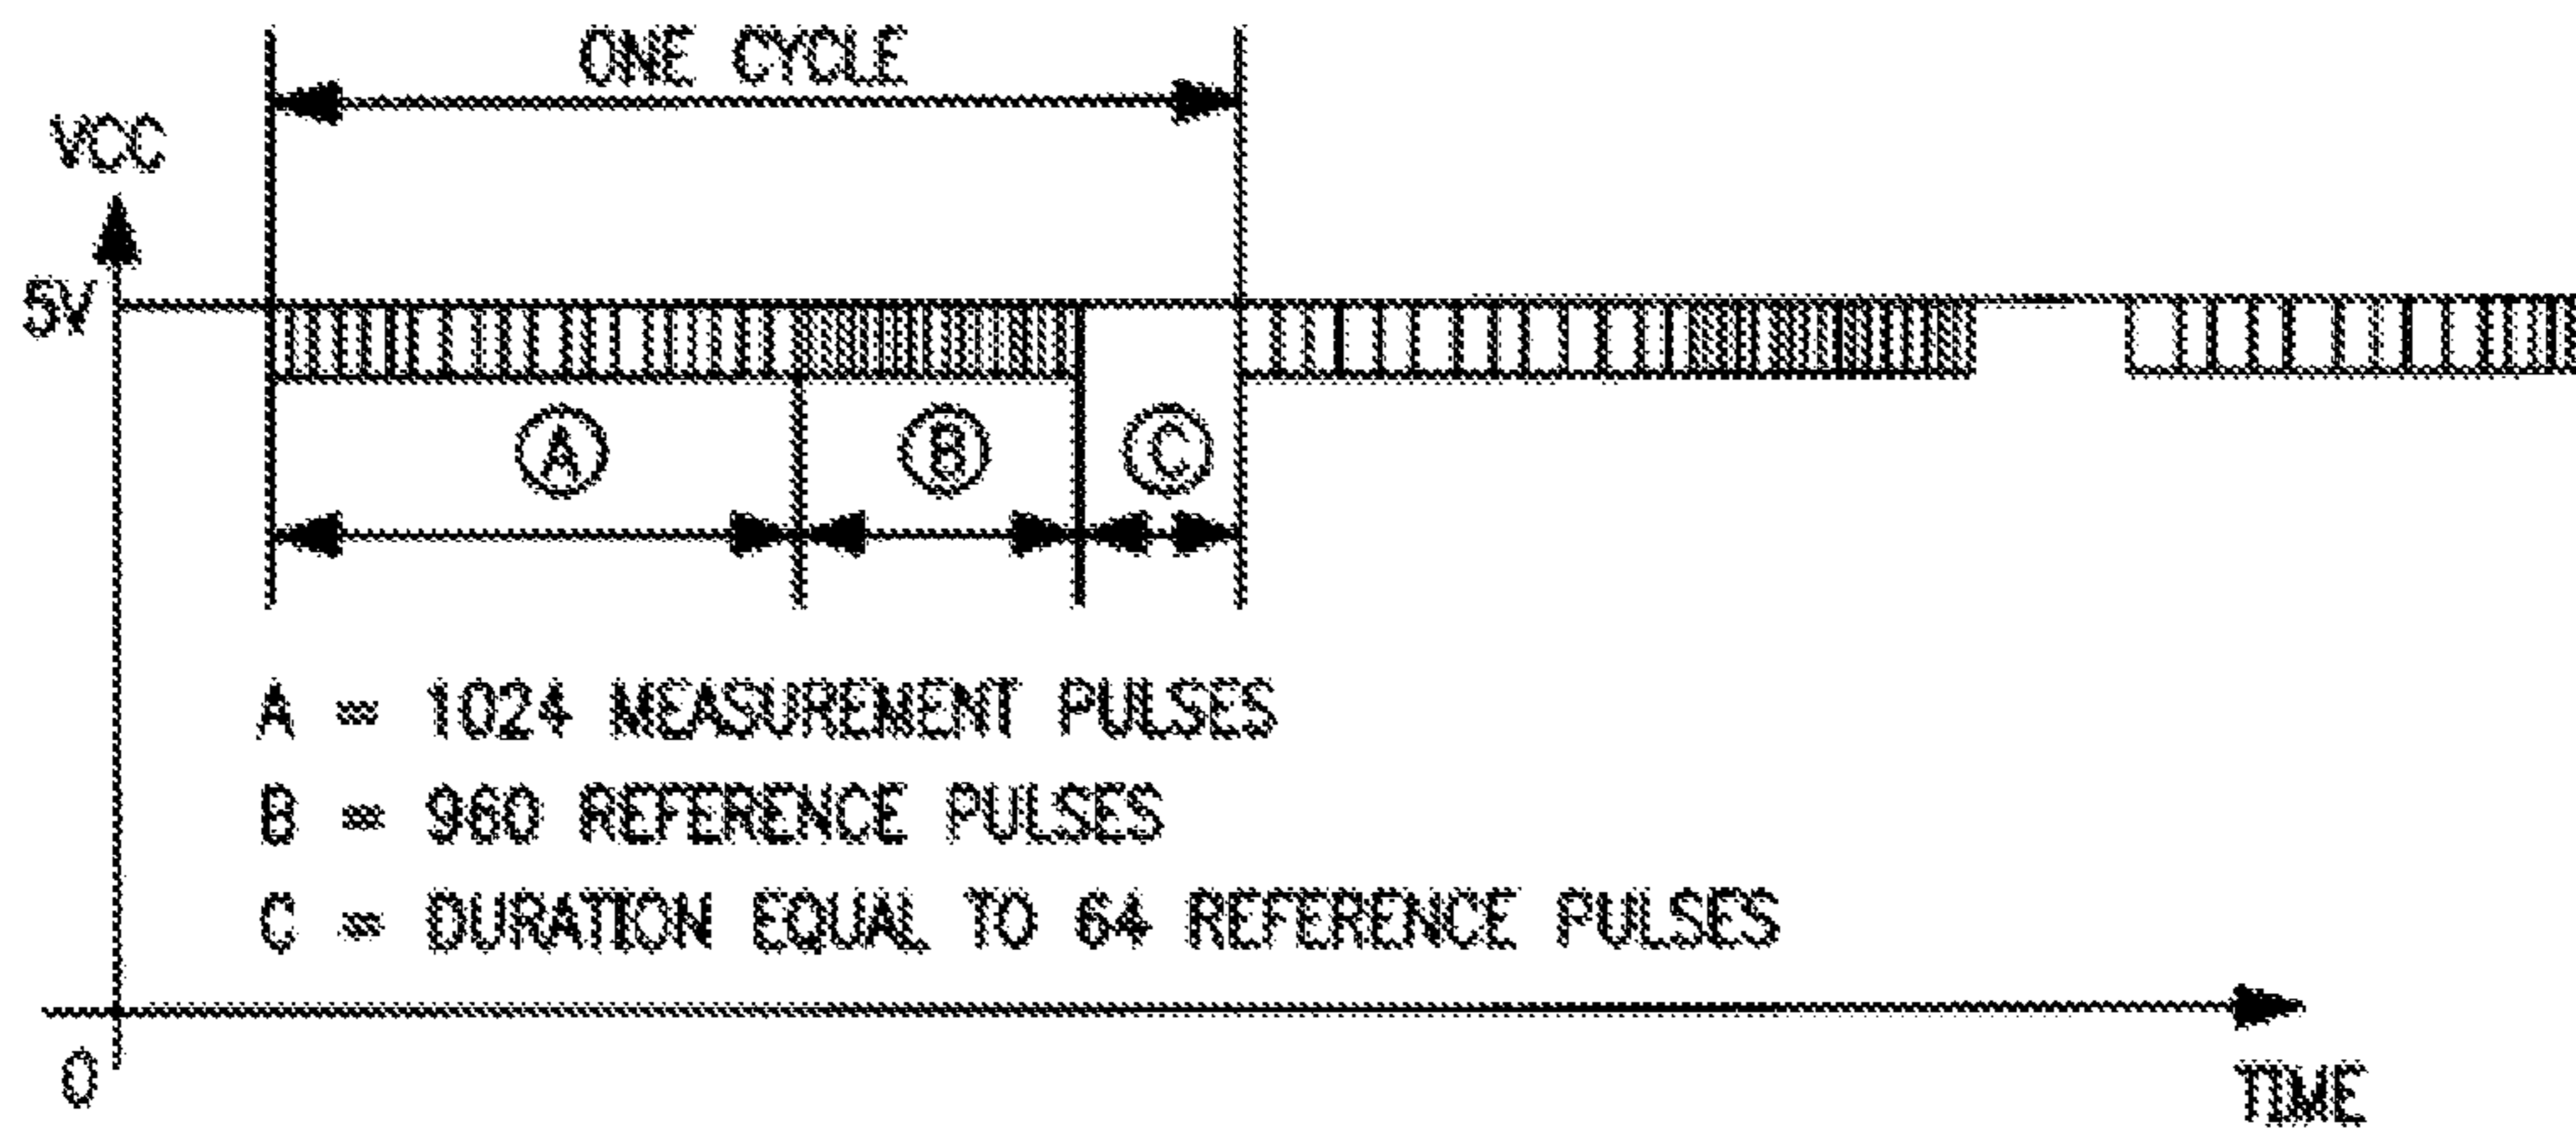 ONE CYCLE
VCC
5V
A
B
C
A = 1024 MEASUREMENT PULSES
B = 960 REFERENCE PULSES
C = DURATION EQUAL TO 64 REFERENCE PULSES
0
TIME